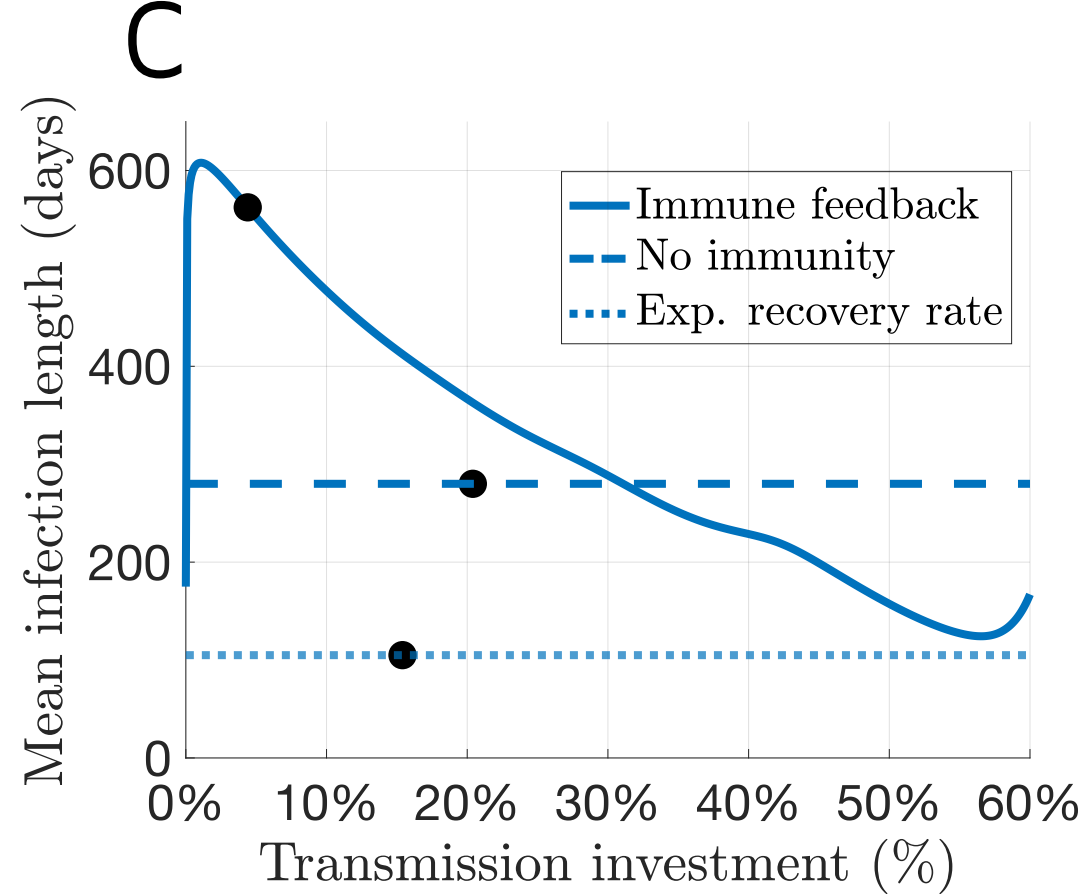 C
Mean infection length (days)
600
400
200
0
Immune feedback
No immunity
Exp. recovery rate
0% 10% 20% 30% 40% 50% 60%
Transmission investment (%)